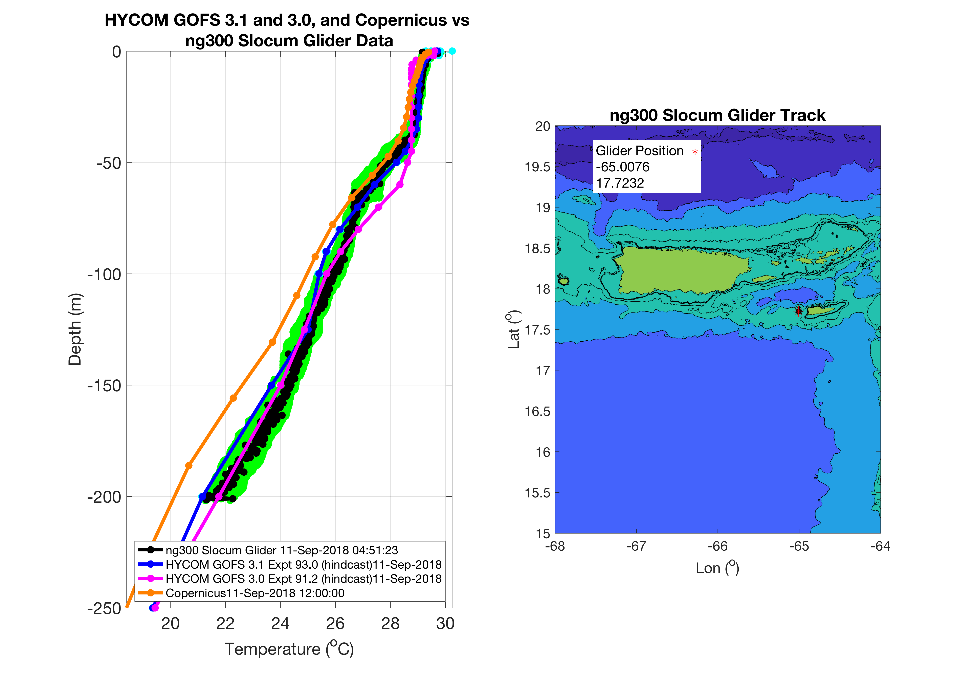 HYCOM GOFS 3.1 and 3.0, and Copernicus vs
ng300 Slocum Glider Data
0
-50
-100
-150
-200
-250
Depth (m)
20
22
24
26
28
30
Temperature (°C)
ng300 Slocum Glider 11-Sep-2018 04:51:23
HYCOM GOFS 3.1 Expt 93.0 (hindcast)11-Sep-2018
HYCOM GOFS 3.0 Expt 91.2 (hindcast)11-Sep-2018
Copernicus11-Sep-2018 12:00:00
ng300 Slocum Glider Track
Glider Position
-65.0076
17.7232
20
19.5
19
18.5
18
17.5
17
16.5
16
15.5
15
Lat (°)
-68
-67
-66
-65
-64
Lon (°)